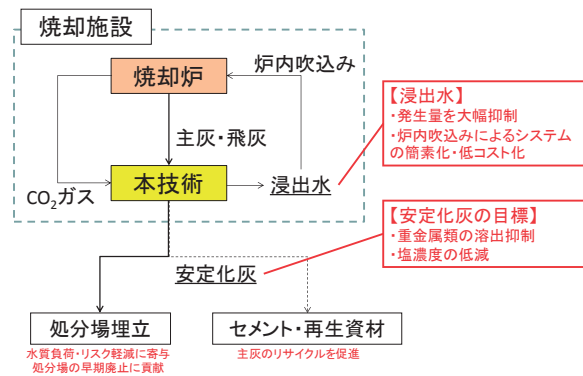 焼却施設
焼却炉
炉内吹込み
主灰・飛灰
本技術
浸出水
CO₂ガス
【浸出水】
・発生量を大幅抑制
・炉内吹込みによるシステム
の簡素化・低コスト化
【安定化灰の目標】
・重金属類の溶出抑制
・塩濃度の低減
安定化灰
処分場埋立
水質負荷・リスク軽減に寄与
処分場の早期廃止に貢献
セメント・再生資材
主灰のリサイクルを促進